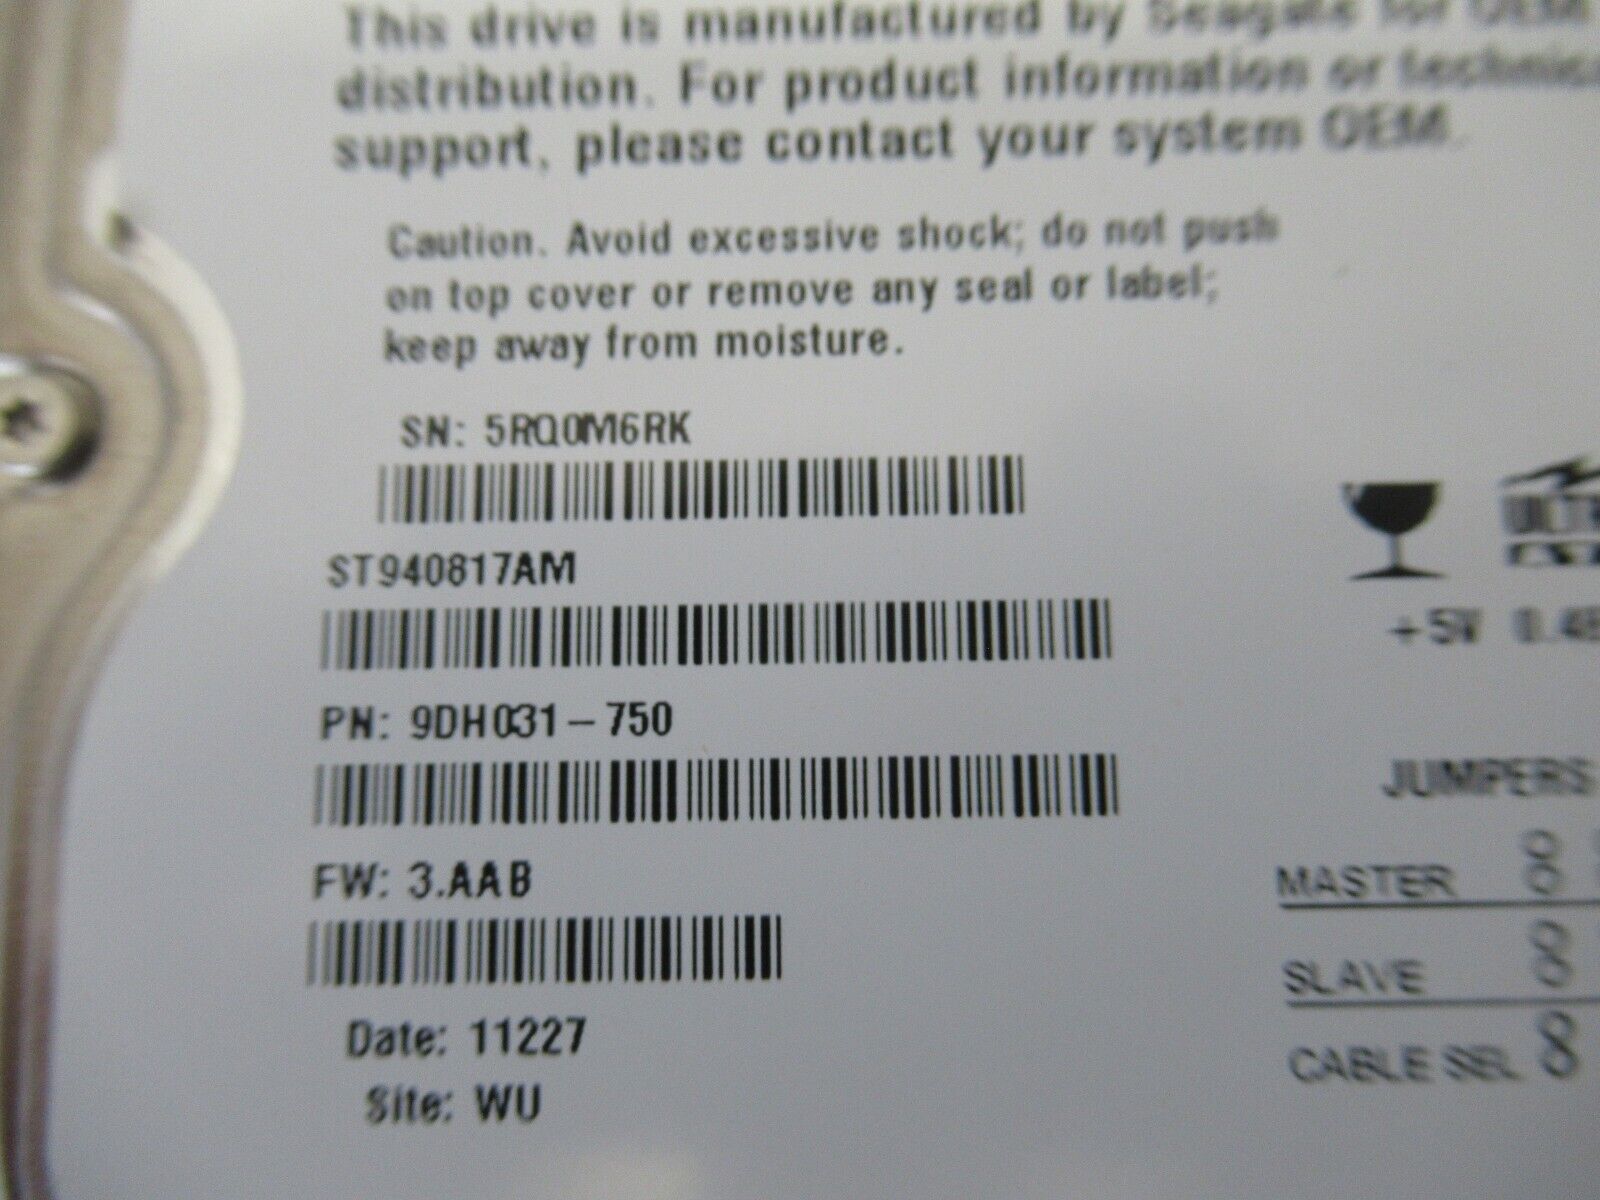 This drive is manufactured by Seagate for OEM
distribution. For product information or technical
support, please contact your system OEM.
Caution. Avoid excessive shock; do not push
on top cover or remove any seal or label;
keep away from moisture.
SN: 5RQ0M6RK
ST940817AM
PN: 9DH031-750
FW: 3.AAB
Date: 11227
Site: WU
+5V
JUMPERS
MASTER
SLAVE
CABLE SEL